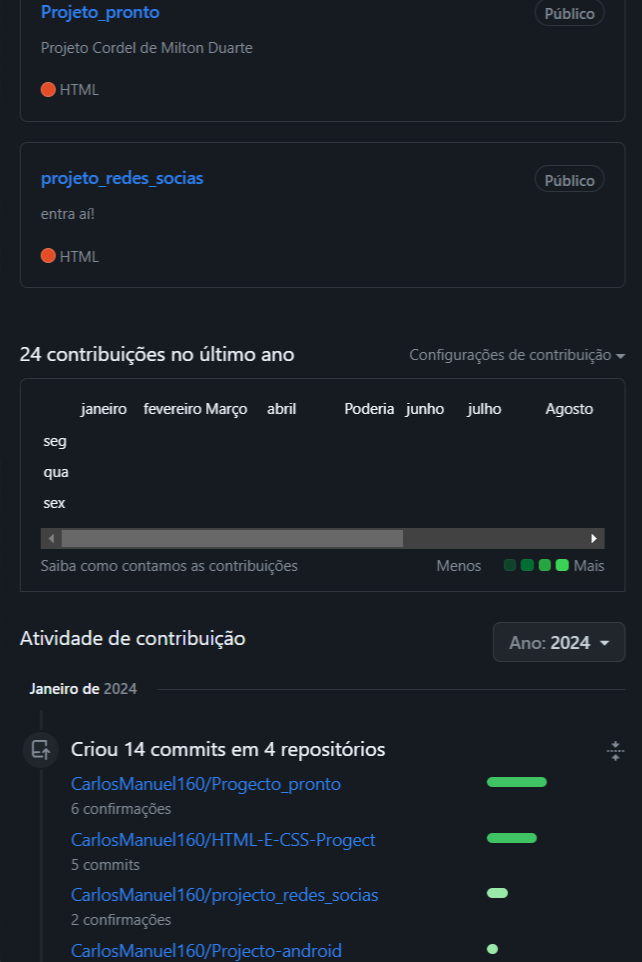 Projeto_pronto
Público
Projeto Cordel de Milton Duarte
HTML
projeto_redes_socias
Público
entra aí!
HTML
24 contribuições no último ano
Configurações de contribuição
janeiro fevereiro Março abril Poderia junho julho Agosto
seg
qua
sex
Saiba como contamos as contribuições
Menos Mais
Atividade de contribuição
Ano: 2024
Janeiro de 2024
Criou 14 commits em 4 repositórios
CarlosManuel160/Progecto_pronto
6 confirmações
CarlosManuel160/HTML-E-CSS-Progect
5 commits
CarlosManuel160/projecto_redes_socias
2 confirmações
CarlosManuel160/Projecto-android